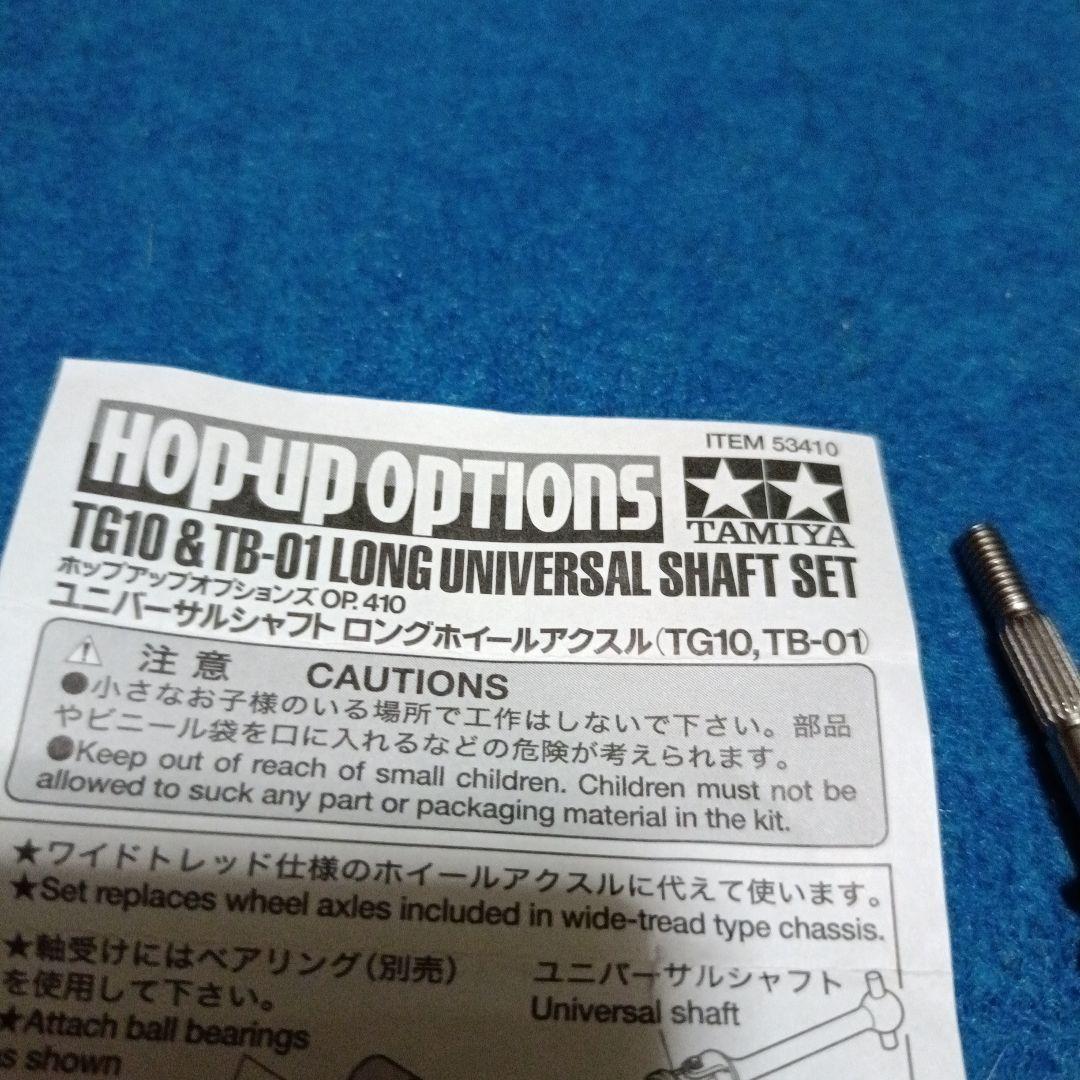 HOP-UP OPTIONS
ITEM 53410
TAMIYA
TG10 & TB-01 LONG UNIVERSAL SHAFT SET
ホップアップオプションズ OP.410
ユニバーサルシャフト ロングホイールアクスル(TG10, TB-01)
注意 CAUTIONS
●小さなお子様のいる場所で工作はしないで下さい。部品
やビニール袋を口に入れるなどの危険が考えられます。
●Keep out of reach of small children. Children must not be
allowed to suck any part or packaging material in the kit.
★ワイドトレッド仕様のホイールアクスルに代えて使います。
★Set replaces wheel axles included in wide-tread type chassis.
★軸受けにはベアリング(別売)
を使用して下さい。
★Attach ball bearings
as shown
ユニバーサルシャフト
Universal shaft